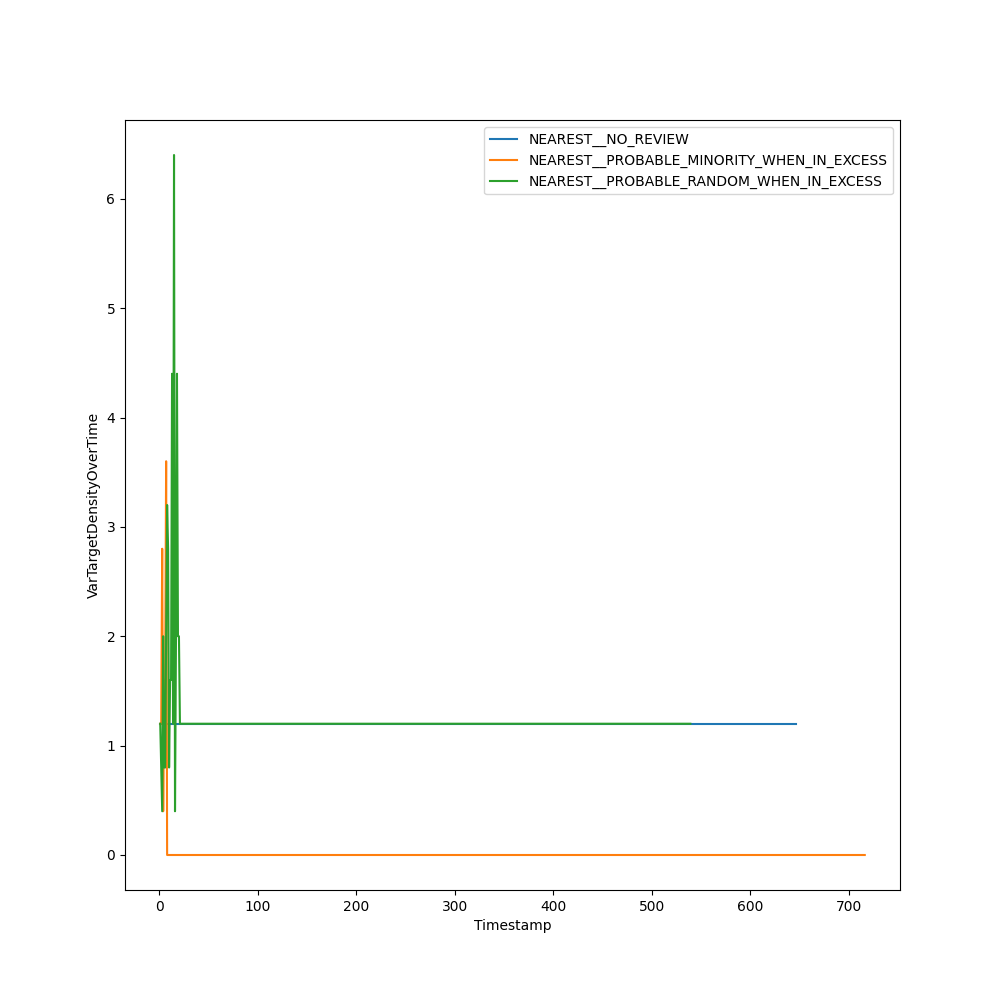 NEAREST__NO_REVIEW
NEAREST__PROBABLE_MINORITY_WHEN_IN_EXCESS
NEAREST__PROBABLE_RANDOM_WHEN_IN_EXCESS
6
5
4
3
2
1
0
VarTargetDensityOverTime
0 100 200 300 400 500 600 700
Timestamp